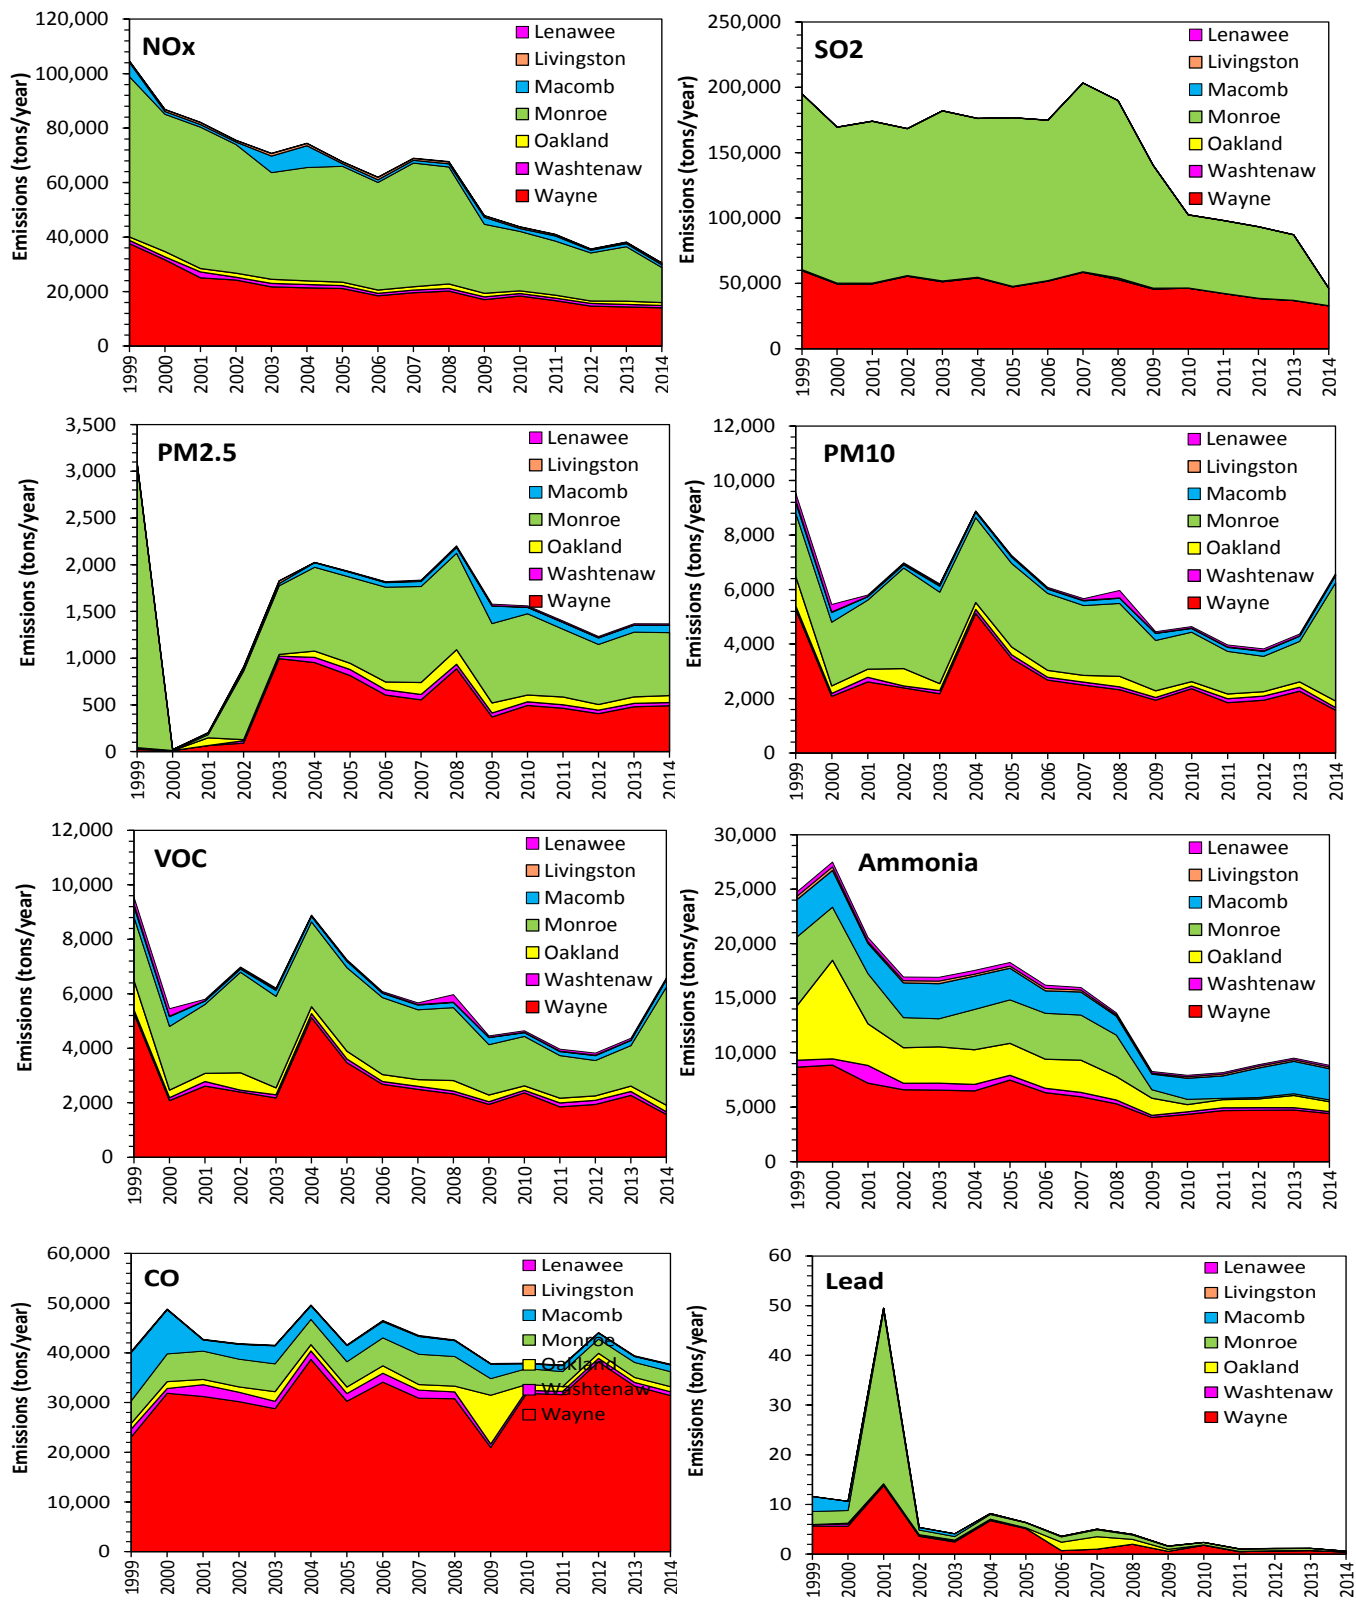 NOx
Emissions (tons/year)
120,000
100,000
80,000
60,000
40,000
20,000
0
Lenawee
Livingston
Macomb
Monroe
Oakland
Washtenaw
Wayne
1999 2000 2001 2002 2003 2004 2005 2006 2007 2008 2009 2010 2011 2012 2013 2014
SO2
Emissions (tons/year)
250,000
200,000
150,000
100,000
50,000
0
Lenawee
Livingston
Macomb
Monroe
Oakland
Washtenaw
Wayne
1999 2000 2001 2002 2003 2004 2005 2006 2007 2008 2009 2010 2011 2012 2013 2014
PM2.5
Emissions (tons/year)
3,500
3,000
2,500
2,000
1,500
1,000
500
0
Lenawee
Livingston
Macomb
Monroe
Oakland
Washtenaw
Wayne
1999 2000 2001 2002 2003 2004 2005 2006 2007 2008 2009 2010 2011 2012 2013 2014
PM10
Emissions (tons/year)
12,000
10,000
8,000
6,000
4,000
2,000
0
Lenawee
Livingston
Macomb
Monroe
Oakland
Washtenaw
Wayne
1999 2000 2001 2002 2003 2004 2005 2006 2007 2008 2009 2010 2011 2012 2013 2014
VOC
Emissions (tons/year)
12,000
10,000
8,000
6,000
4,000
2,000
0
Lenawee
Livingston
Macomb
Monroe
Oakland
Washtenaw
Wayne
1999 2000 2001 2002 2003 2004 2005 2006 2007 2008 2009 2010 2011 2012 2013 2014
Ammonia
Emissions (tons/year)
30,000
25,000
20,000
15,000
10,000
5,000
0
Lenawee
Livingston
Macomb
Monroe
Oakland
Washtenaw
Wayne
1999 2000 2001 2002 2003 2004 2005 2006 2007 2008 2009 2010 2011 2012 2013 2014
CO
Emissions (tons/year)
60,000
50,000
40,000
30,000
20,000
10,000
0
Lenawee
Livingston
Macomb
Monroe
Oakland
Washtenaw
Wayne
1999 2000 2001 2002 2003 2004 2005 2006 2007 2008 2009 2010 2011 2012 2013 2014
Lead
Emissions (tons/year)
60
50
40
30
20
10
0
Lenawee
Livingston
Macomb
Monroe
Oakland
Washtenaw
Wayne
1999 2000 2001 2002 2003 2004 2005 2006 2007 2008 2009 2010 2011 2012 2013 2014